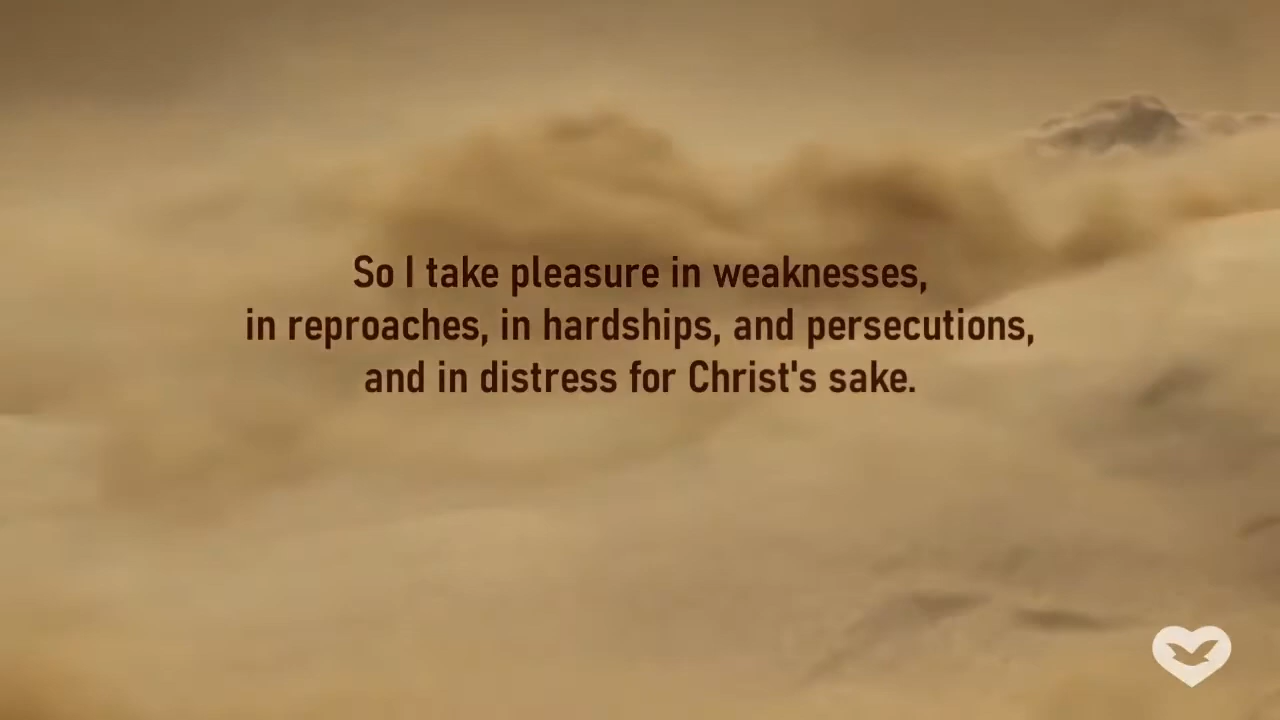 So I take pleasure in weaknesses,
in reproaches, in hardships, and persecutions,
and in distress for Christ's sake.